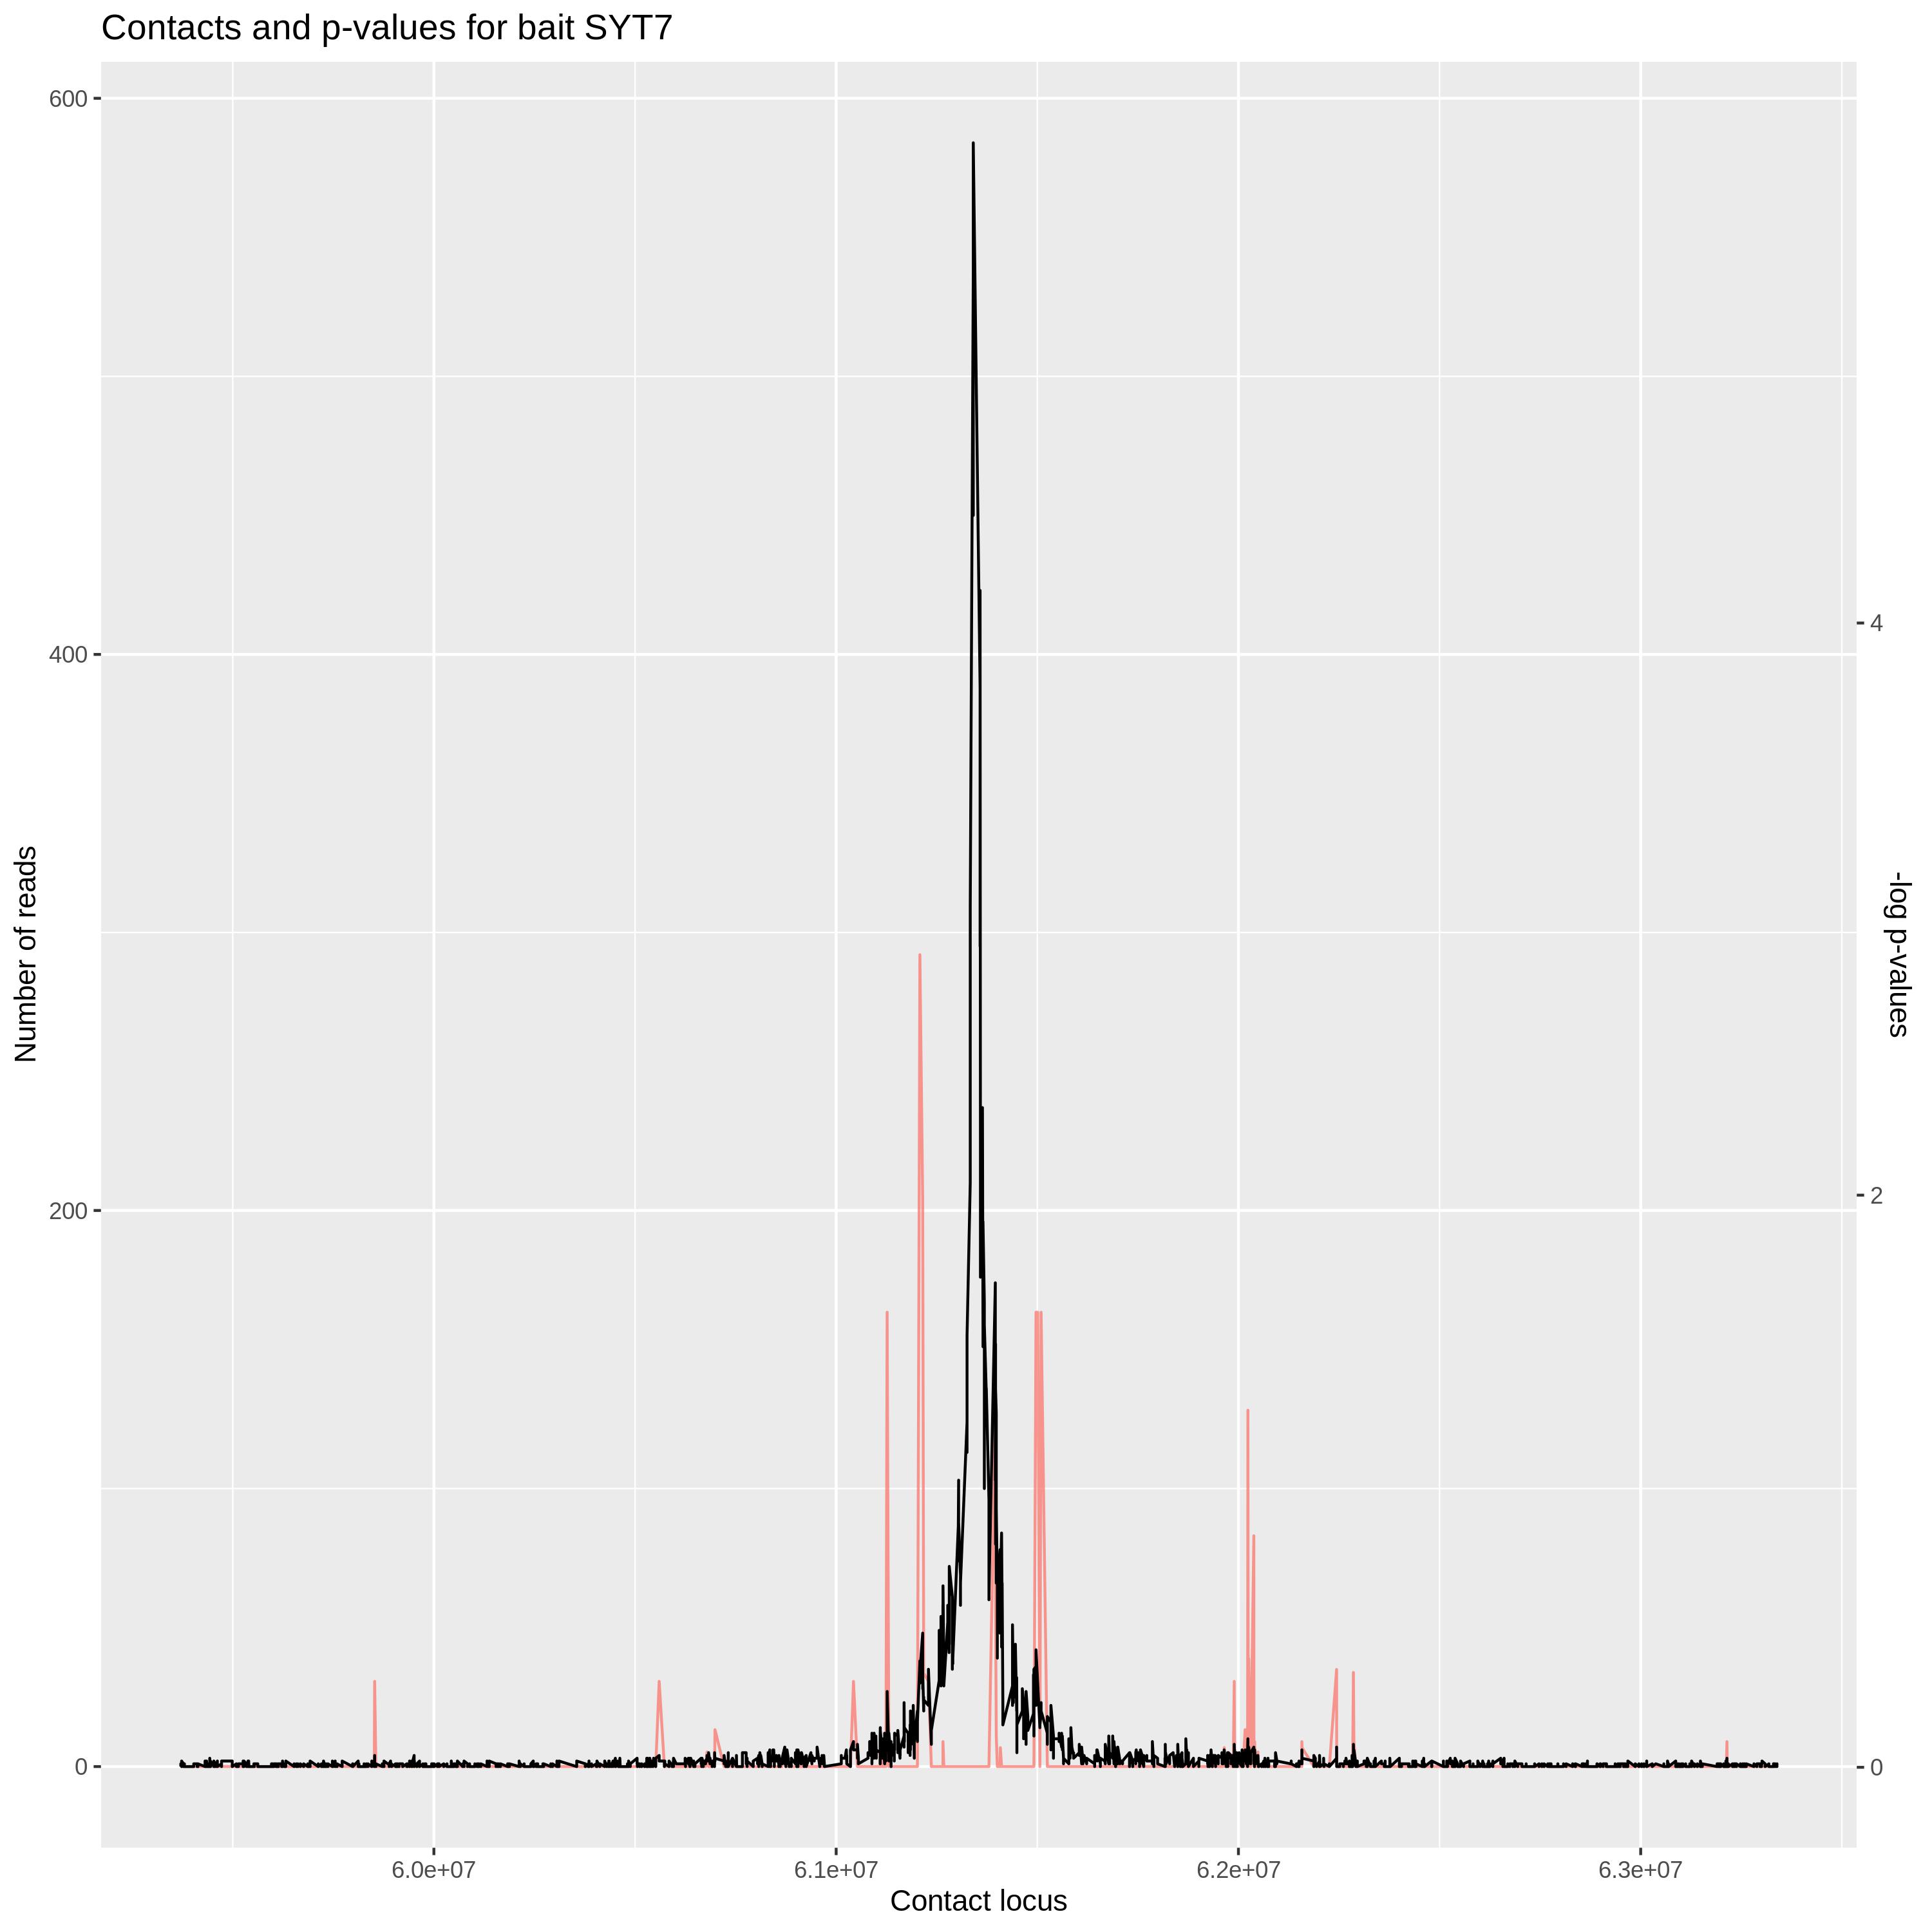 Contacts and p-values for bait SYT7
600
400
200
0
Number of reads
4
2
0
-log p-values
6.0e+07 6.1e+07 6.2e+07 6.3e+07
Contact locus